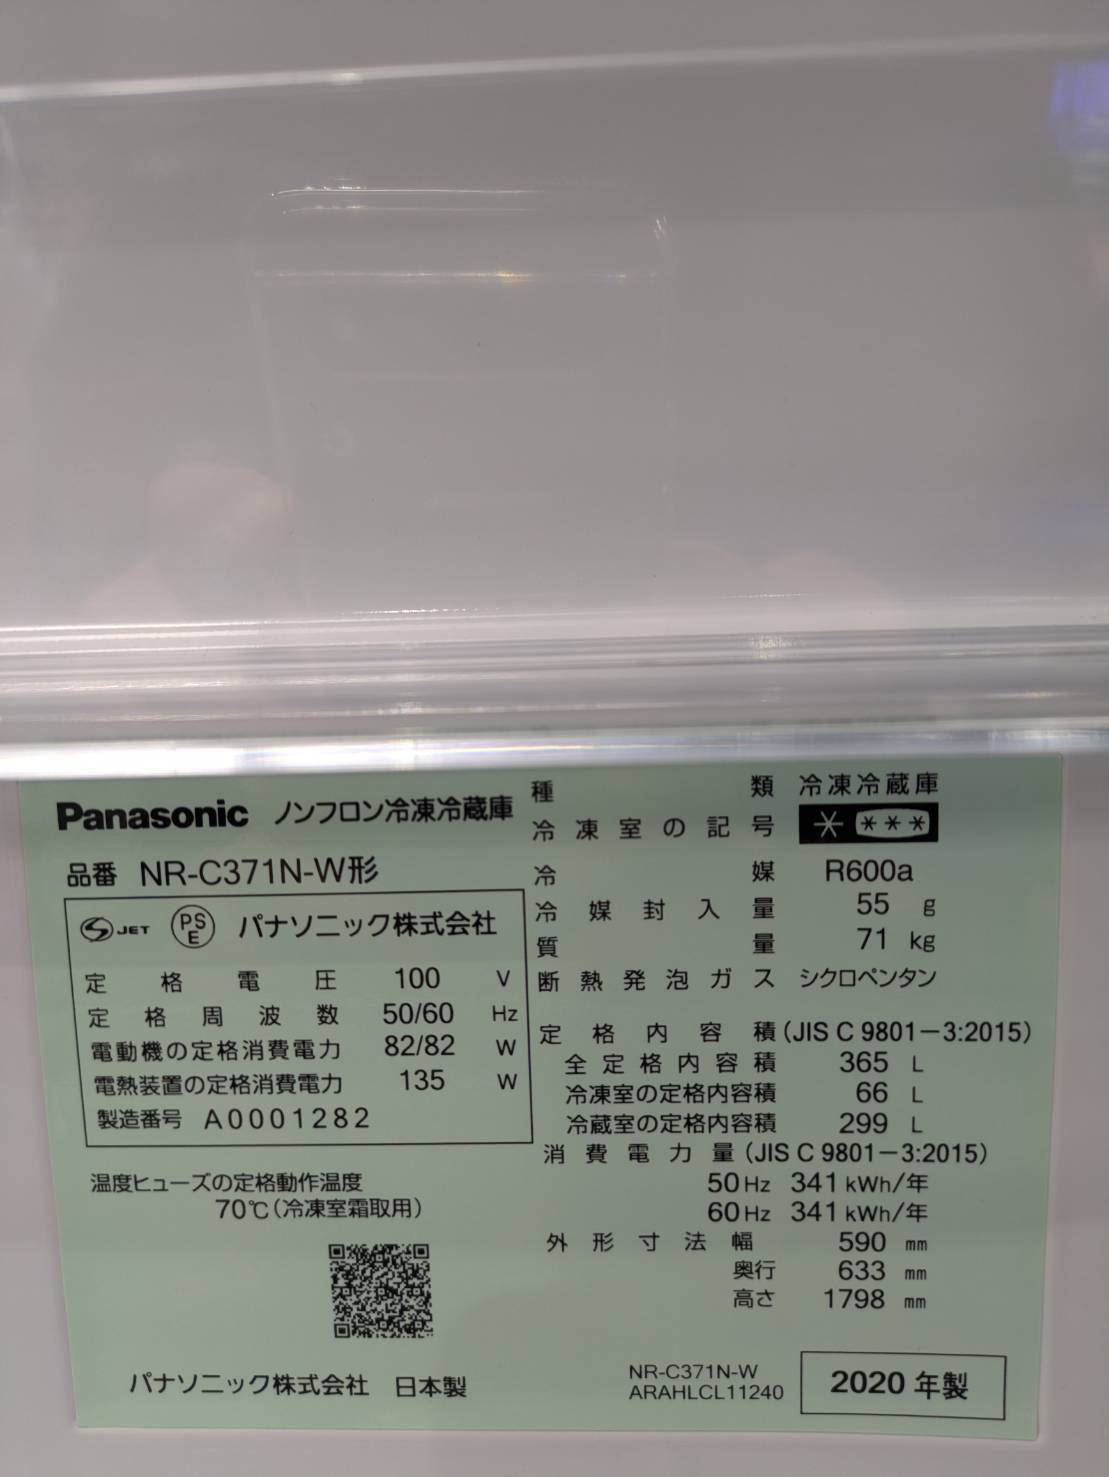 Panasonic ノンフロン冷凍冷蔵庫
品番 NR-C371N-W形
S JET PSE パナソニック株式会社
定格電圧 100 V
定格周波数 50/60 Hz
電動機の定格消費電力 82/82 W
電熱装置の定格消費電力 135 W
製造番号 A0001282
温度ヒューズの定格動作温度
70℃(冷凍室霜取用)
パナソニック株式会社 日本製
種類 冷凍冷蔵庫
冷凍室の記号 * ***
冷媒 R600a
冷媒封入量 55 g
質量 71 kg
断熱発泡ガス シクロペンタン
定格内容積(JIS C 9801-3:2015)
全定格内容積 365 L
冷凍室の定格内容積 66 L
冷蔵室の定格内容積 299 L
消費電力量(JIS C 9801-3:2015)
50Hz 341 kWh/年
60Hz 341 kWh/年
外形寸法幅 590 mm
奥行 633 mm
高さ 1798 mm
NR-C371N-W
ARAHLCL11240
2020年製